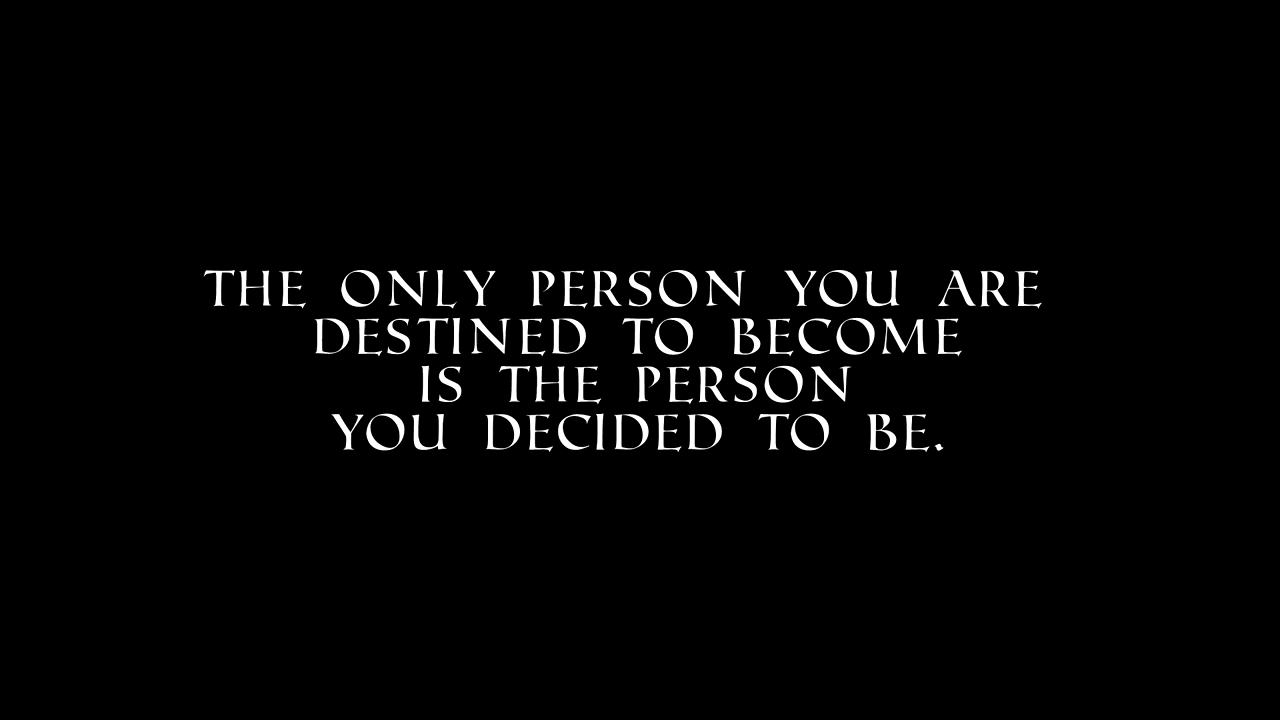 THE ONLY PERSON YOU ARE
DESTINED TO BECOME
IS THE PERSON
YOU DECIDED TO BE.